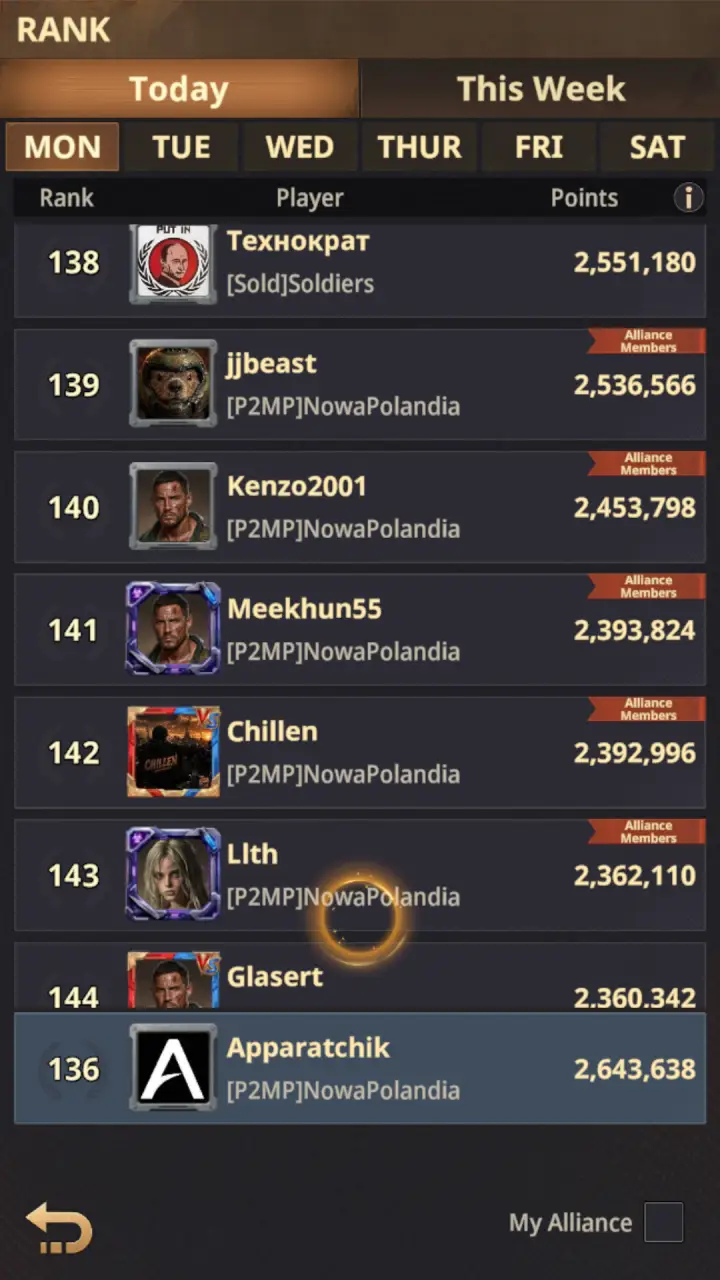 RANK
Today
This Week
MON
TUE
WED
THUR
FRI
SAT
Rank
Player
Points
i
138
PUT IN
Технократ
[Sold]Soldiers
2,551,180
139
jjbeast
[P2MP]NowaPolandia
Alliance
Members
2,536,566
140
Kenzo2001
[P2MP]NowaPolandia
Alliance
Members
2,453,798
141
Meekhun55
[P2MP]NowaPolandia
Alliance
Members
2,393,824
142
VS
CHILLEN
Chillen
[P2MP]NowaPolandia
Alliance
Members
2,392,996
143
Llth
[P2MP]NowaPolandia
Alliance
Members
2,362,110
144
VS
Glasert
2,360,342
136
Apparatchik
[P2MP]NowaPolandia
2,643,638
My Alliance